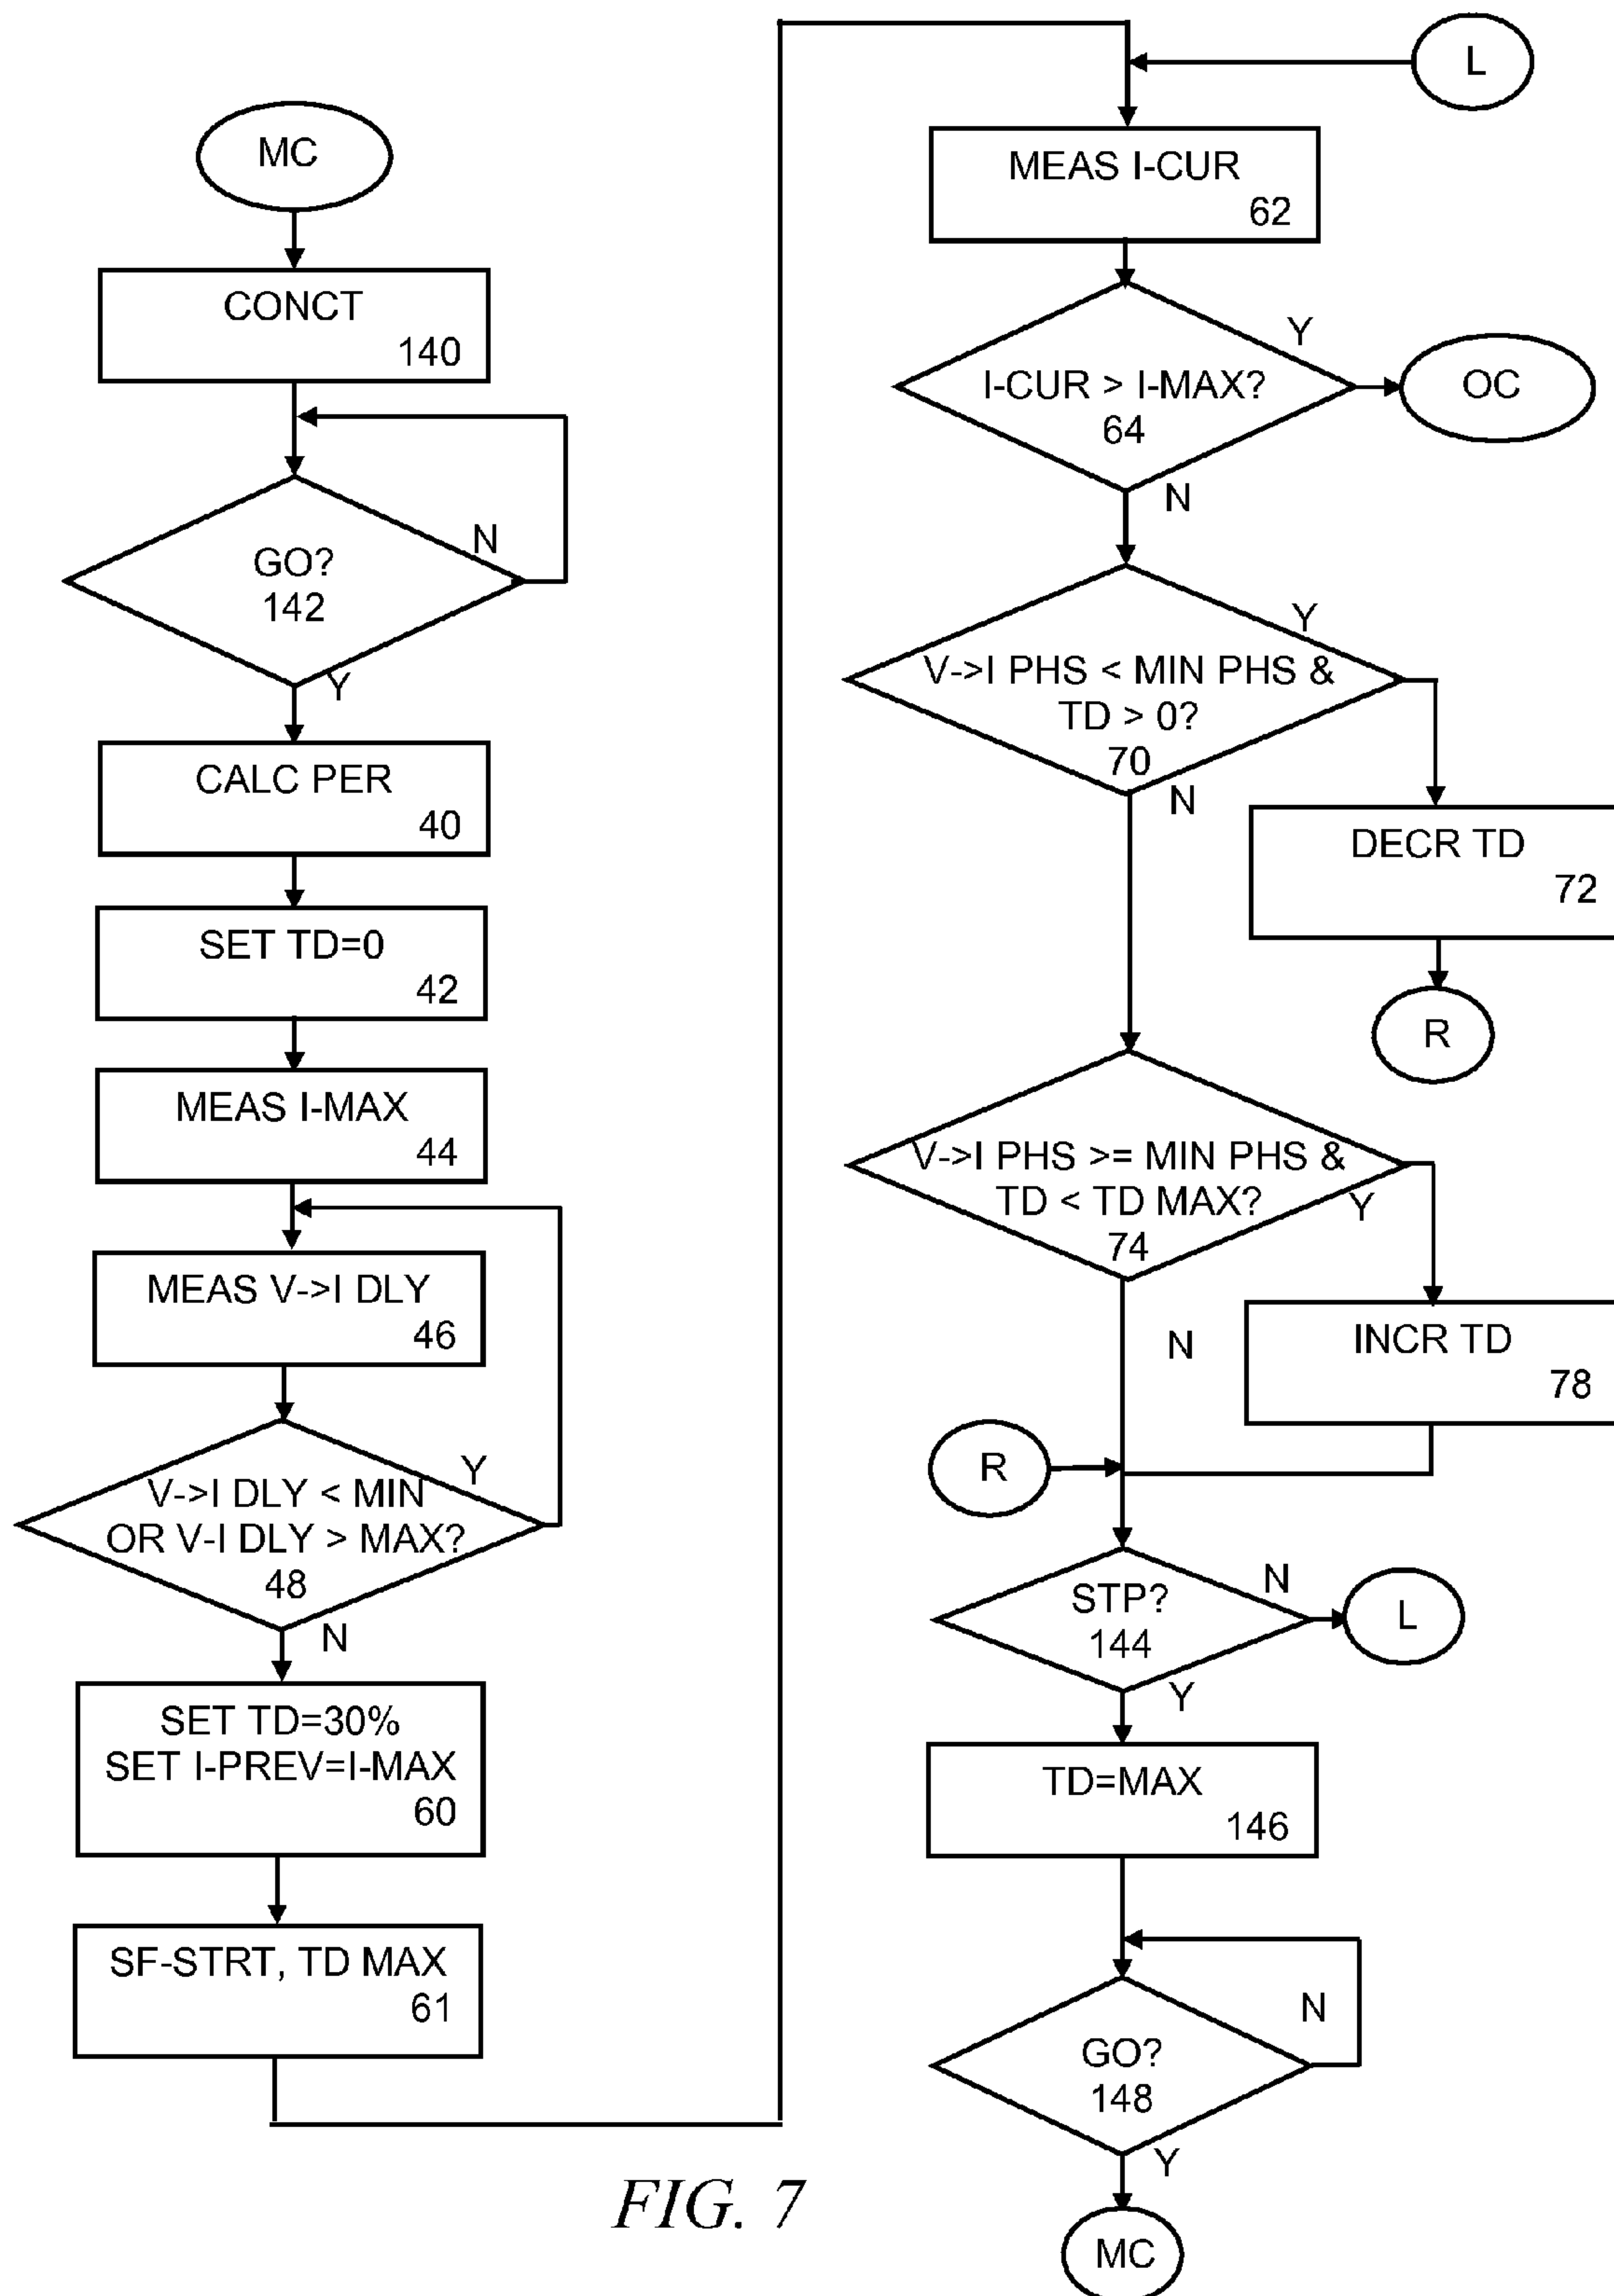 MC
CONCT
140
GO?
142
N
Y
CALC PER
40
SET TD=0
42
MEAS I-MAX
44
MEAS V->I DLY
46
V->I DLY < MIN
OR V-I DLY > MAX?
48
Y
N
SET TD=30%
SET I-PREV=I-MAX
60
SF-STRT, TD MAX
61
L
MEAS I-CUR
62
I-CUR > I-MAX?
64
Y
OC
N
V->I PHS < MIN PHS &
TD > 0?
70
Y
N
DECR TD
72
R
V->I PHS >= MIN PHS &
TD < TD MAX?
74
Y
N
INCR TD
78
R
STP?
144
N
L
Y
TD=MAX
146
GO?
148
N
Y
MC
FIG. 7